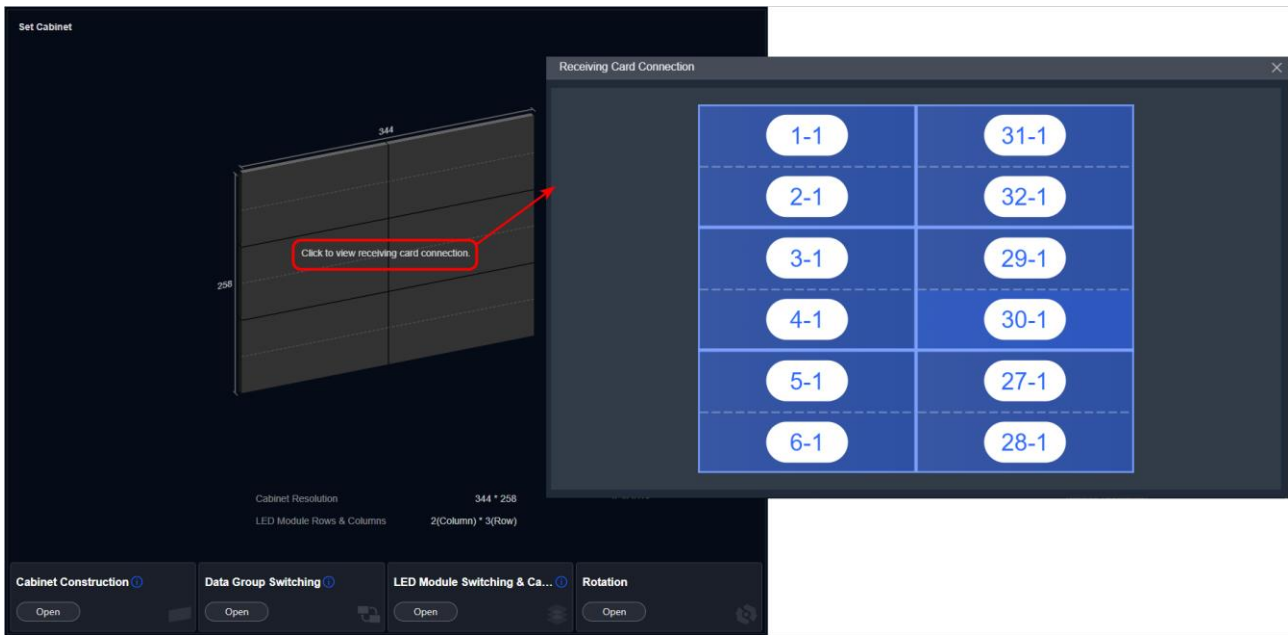 Set Cabinet
344
258
Click to view receiving card connection.
Cabinet Resolution 344 * 258
LED Module Rows & Columns 2(Column) * 3(Row)
Cabinet Construction
Open
Data Group Switching
Open
LED Module Switching & Ca...
Open
Rotation
Open
Receiving Card Connection
1-1 31-1
2-1 32-1
3-1 29-1
4-1 30-1
5-1 27-1
6-1 28-1